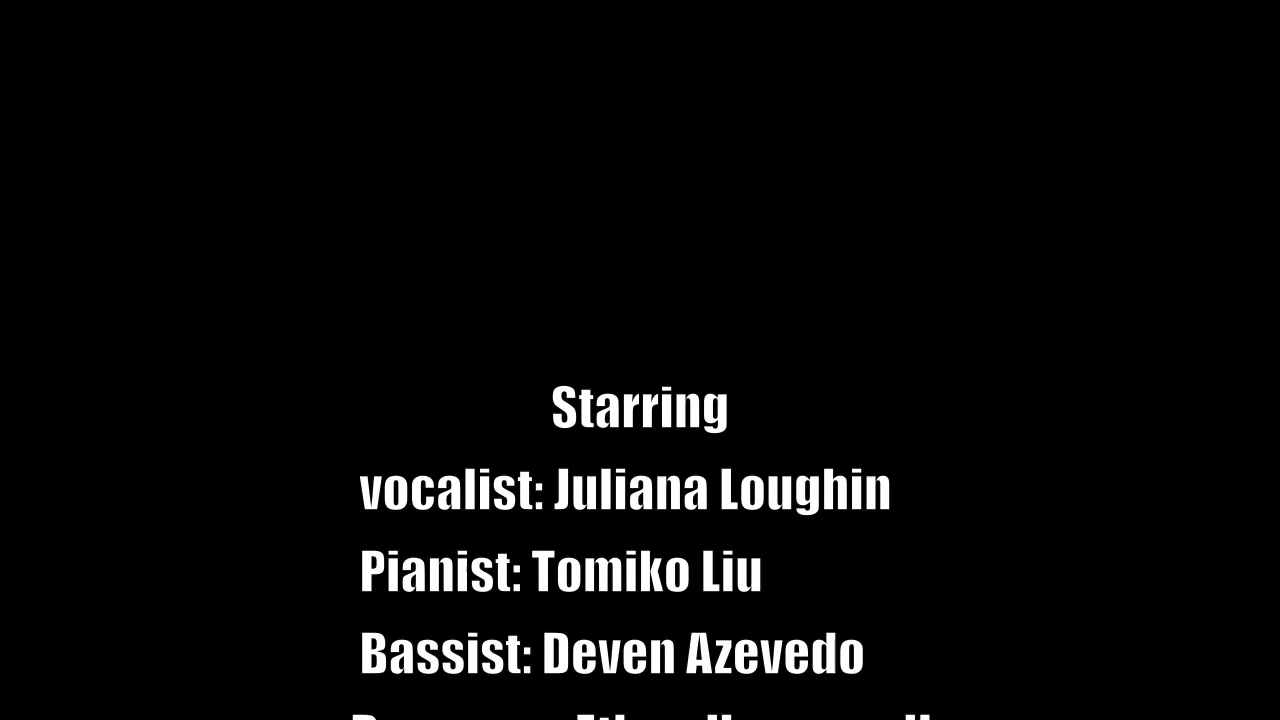 Starring
vocalist: Juliana Loughin
Pianist: Tomiko Liu
Bassist: Deven Azevedo